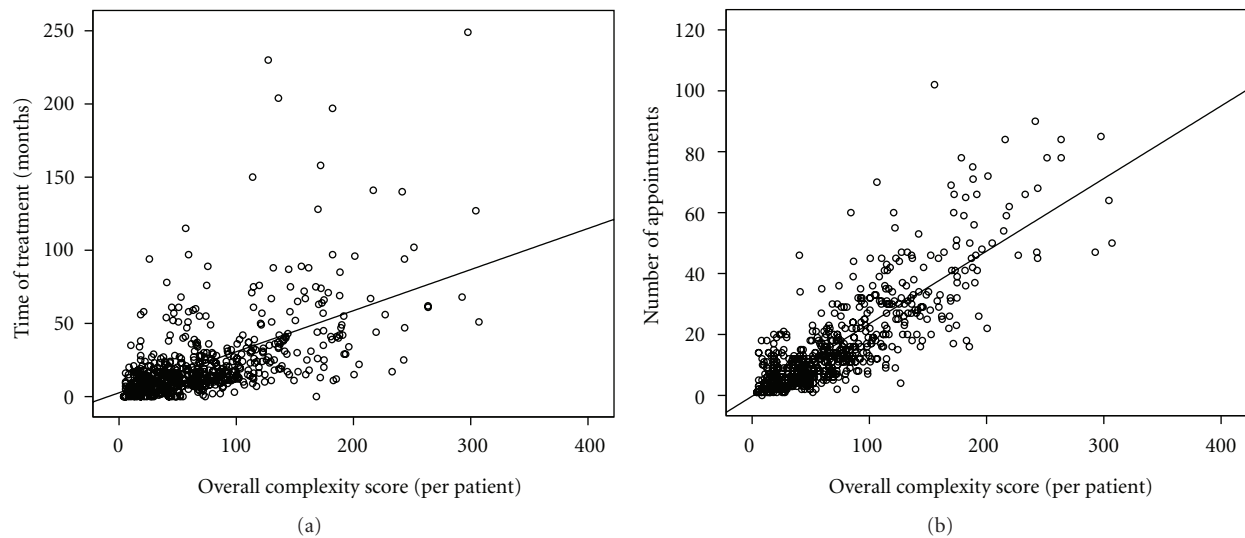 Time of treatment (months)
250
200
150
100
50
0
0 100 200 300 400
Overall complexity score (per patient)
(a)
Number of appointments
120
100
80
60
40
20
0
0 100 200 300 400
Overall complexity score (per patient)
(b)